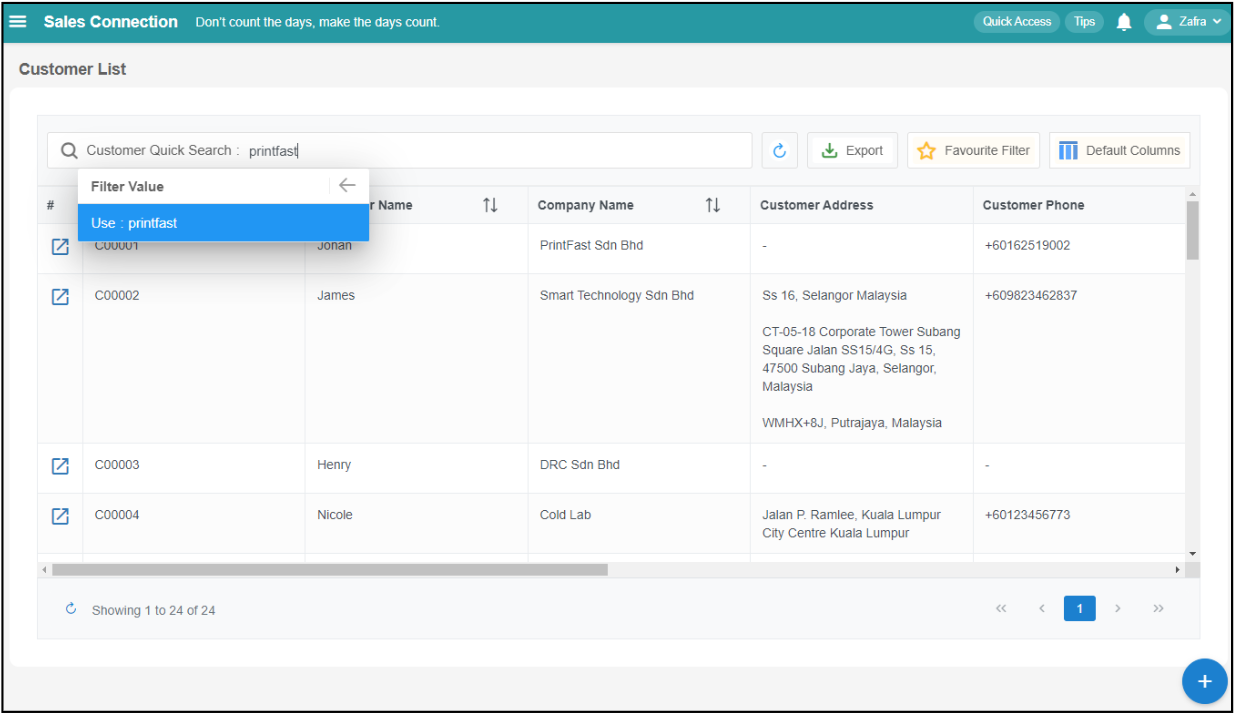 Sales Connection Don't count the days, make the days count. Quick Access Tips Zafra
Customer List
Customer Quick Search : printfast Export Favourite Filter Default Columns
Filter Value
# r Name Company Name Customer Address Customer Phone
Use : printfast
C00001 Johan PrintFast Sdn Bhd - +60162519002
C00002 James Smart Technology Sdn Bhd Ss 16, Selangor Malaysia +609823462837
CT-05-18 Corporate Tower Subang
Square Jalan SS15/4G, Ss 15,
47500 Subang Jaya, Selangor,
Malaysia
WMHX+8J, Putrajaya, Malaysia
C00003 Henry DRC Sdn Bhd - -
C00004 Nicole Cold Lab Jalan P. Ramlee, Kuala Lumpur +60123456773
City Centre Kuala Lumpur
Showing 1 to 24 of 24 << < 1 > >>
+